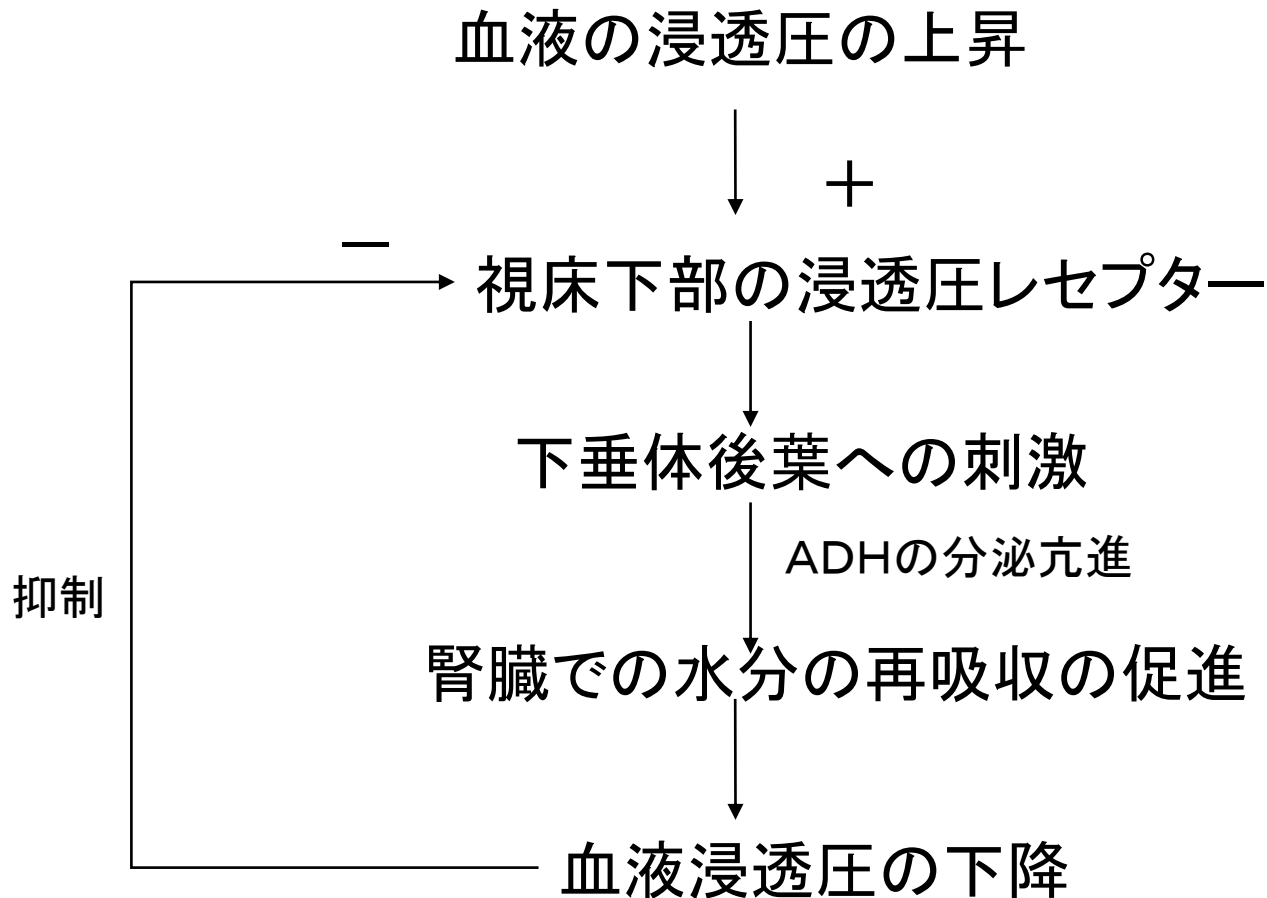 血液の浸透圧の上昇
＋
－
視床下部の浸透圧レセプター
下垂体後葉への刺激
ADHの分泌亢進
抑制
腎臓での水分の再吸収の促進
血液浸透圧の下降